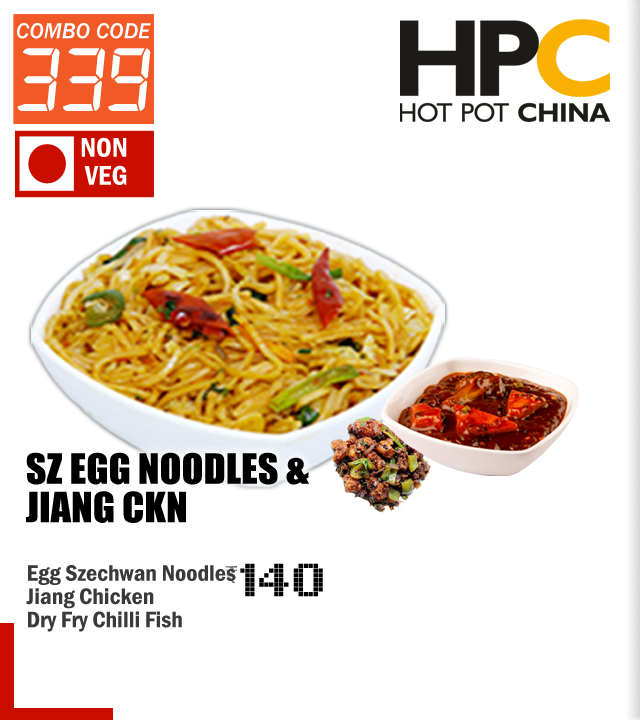 COMBO CODE
339
NON
VEG
HPC
HOT POT CHINA
SZ EGG NOODLES &
JIANG CKN
Egg Szechwan Noodles
₹140
Jiang Chicken
Dry Fry Chilli Fish